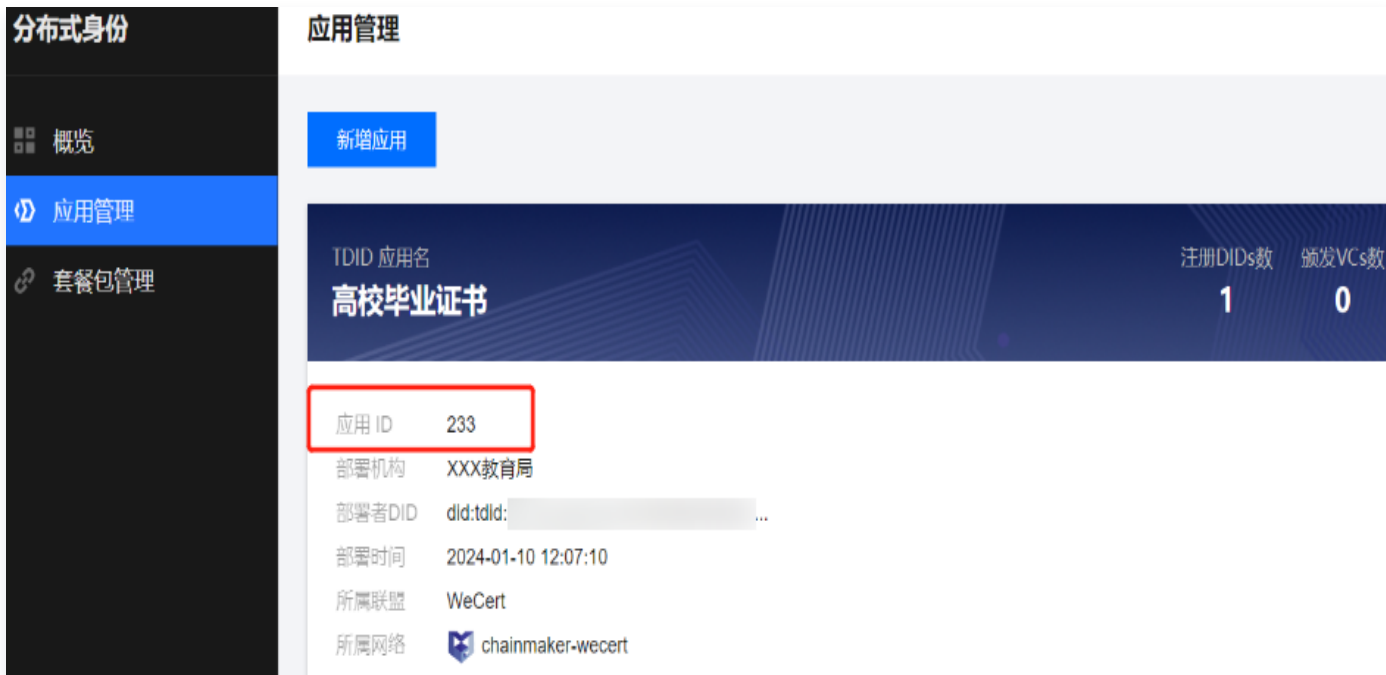 分布式身份
应用管理
概览
新增应用
应用管理
套餐包管理
TDID 应用名
高校毕业证书
注册DIDs数 颁发VCs数
1 0
应用 ID 233
部署机构 XXX教育局
部署者DID did:tdid: ...
部署时间 2024-01-10 12:07:10
所属联盟 WeCert
所属网络 chainmaker-wecert